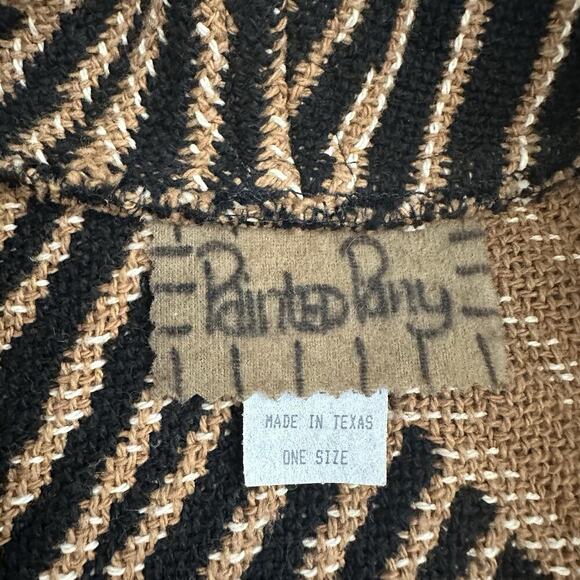 Painted Pony
MADE IN TEXAS
ONE SIZE